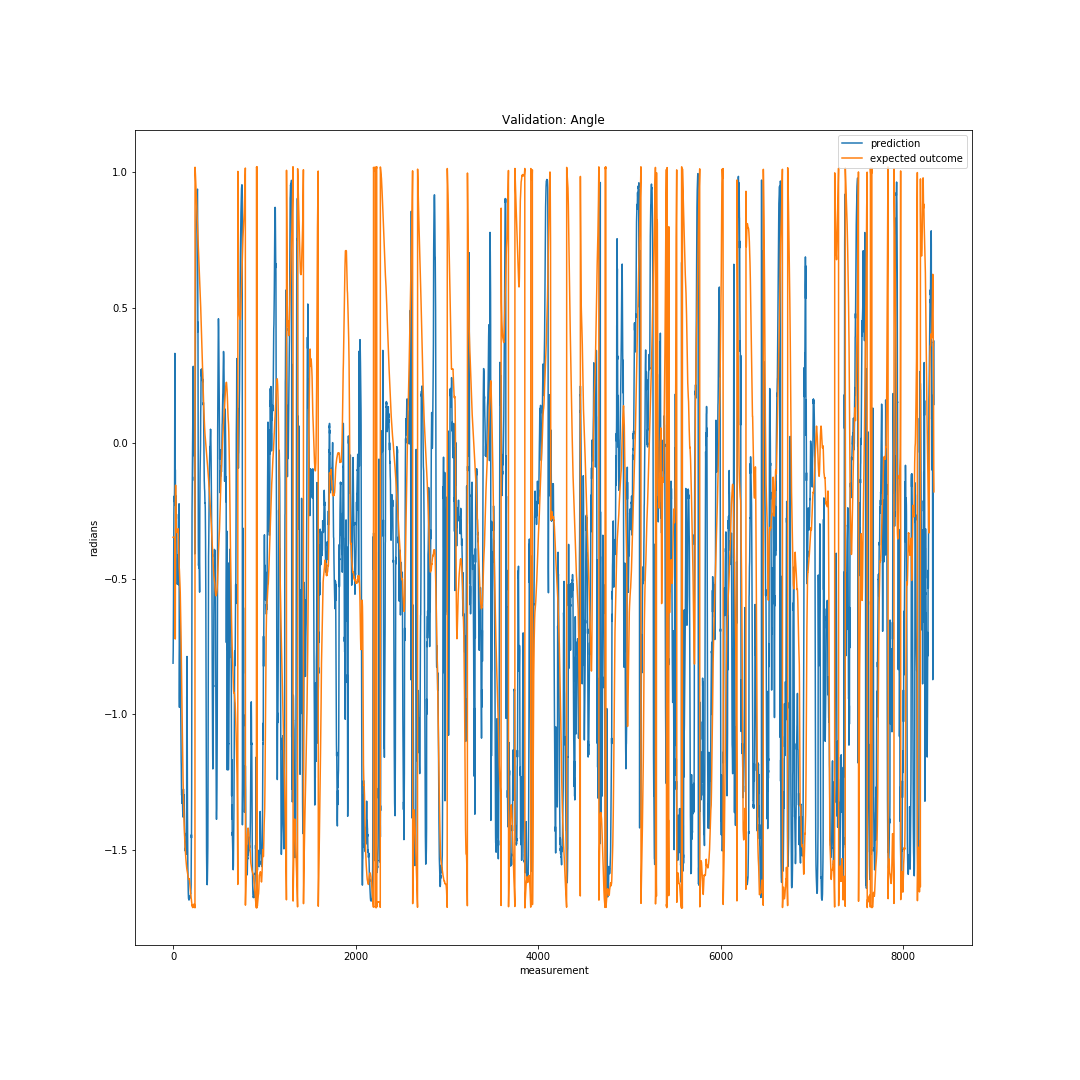 Validation: Angle
prediction
expected outcome
1.0
0.5
0.0
−0.5
−1.0
−1.5
radians
0 2000 4000 6000 8000
measurement